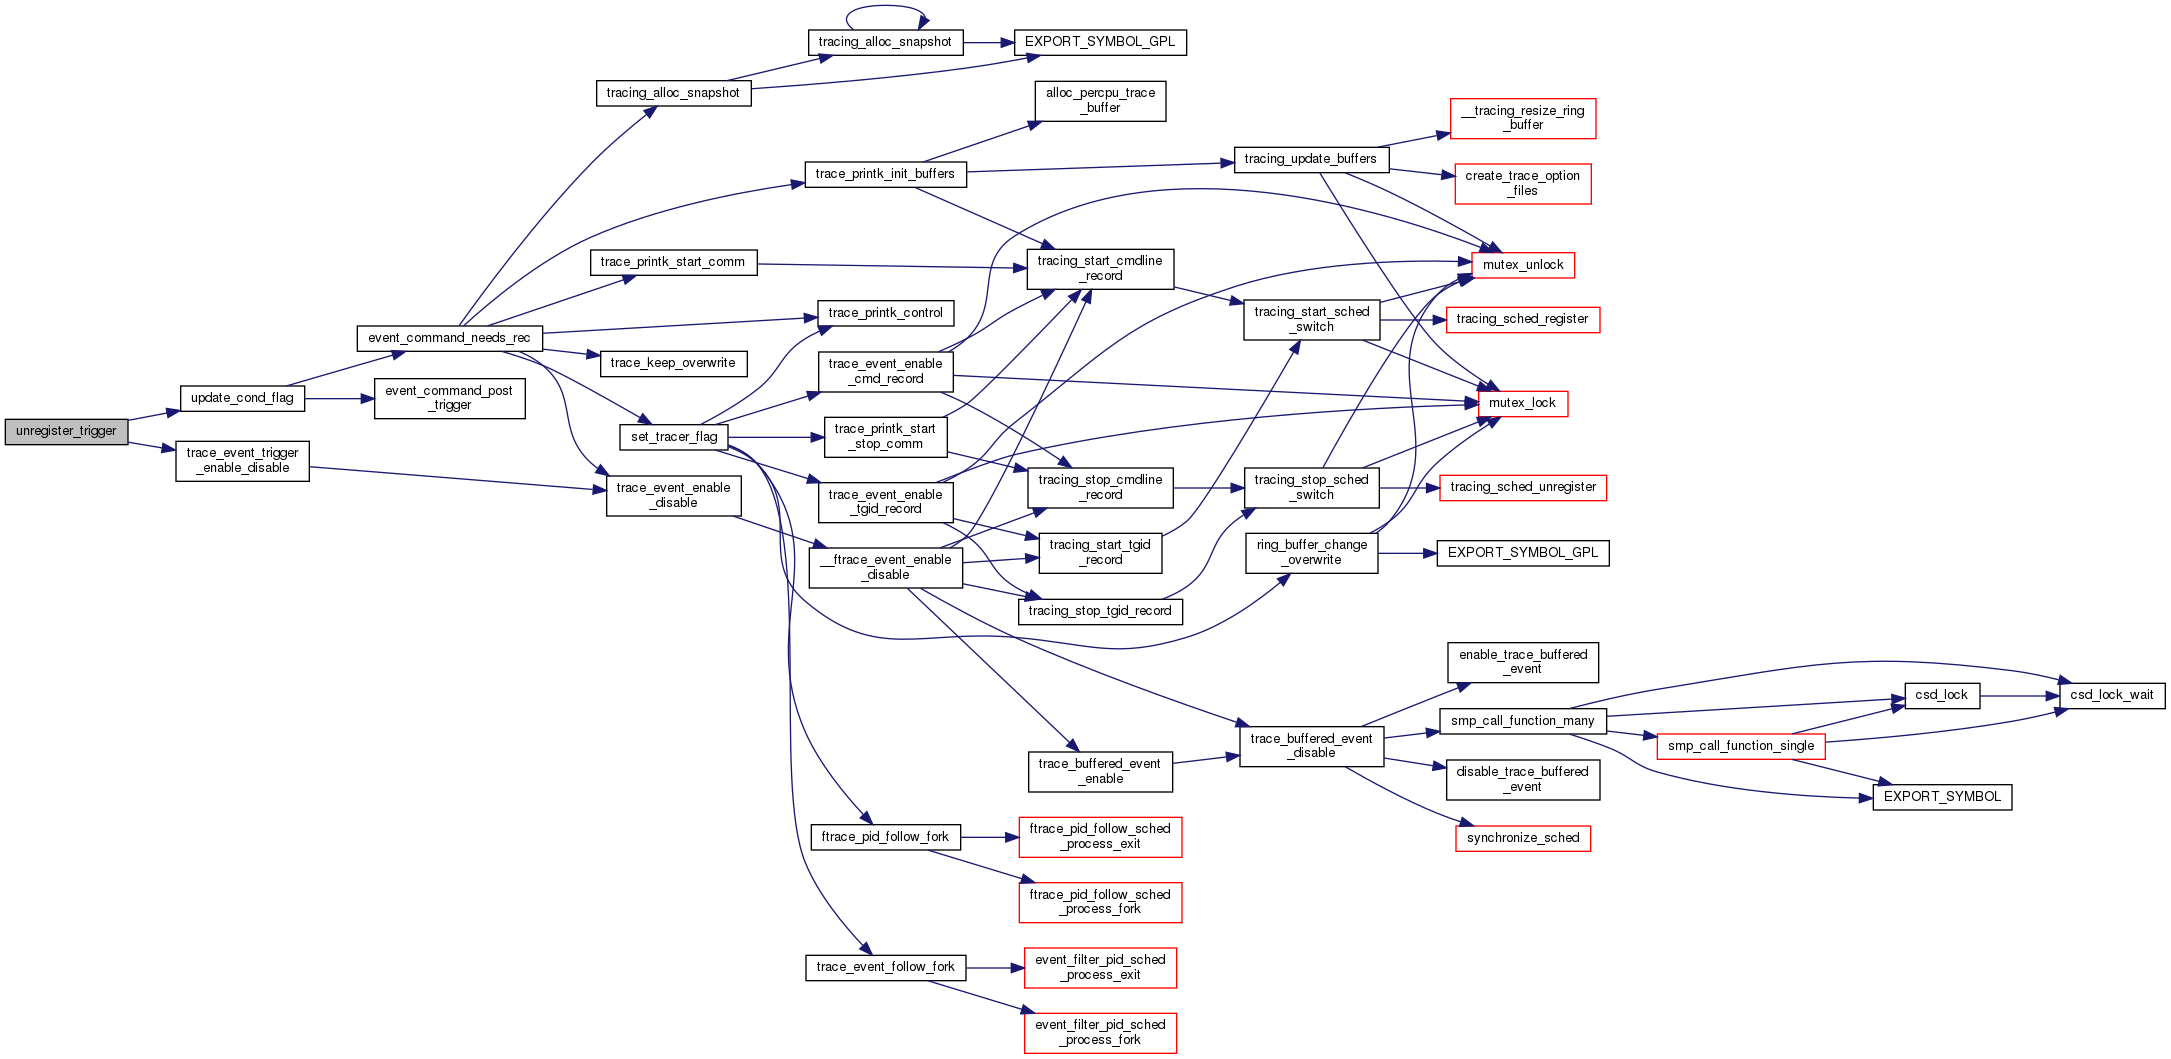 unregister_trigger
update_cond_flag
trace_event_trigger
_enable_disable
event_command_needs_rec
event_command_post
_trigger
tracing_alloc_snapshot
trace_printk_start_comm
trace_keep_overwrite
set_tracer_flag
trace_event_enable
_disable
tracing_alloc_snapshot
trace_printk_init_buffers
trace_printk_control
trace_event_enable
_cmd_record
trace_printk_start
_stop_comm
trace_event_enable
_tgid_record
__ftrace_event_enable
_disable
ftrace_pid_follow_fork
trace_event_follow_fork
EXPORT_SYMBOL_GPL
alloc_percpu_trace
_buffer
tracing_start_cmdline
_record
tracing_stop_cmdline
_record
tracing_start_tgid
_record
tracing_stop_tgid_record
trace_buffered_event
_enable
ftrace_pid_follow_sched
_process_exit
ftrace_pid_follow_sched
_process_fork
event_filter_pid_sched
_process_exit
event_filter_pid_sched
_process_fork
tracing_update_buffers
tracing_start_sched
_switch
tracing_stop_sched
_switch
ring_buffer_change
_overwrite
trace_buffered_event
_disable
__tracing_resize_ring
_buffer
create_trace_option
_files
mutex_unlock
tracing_sched_register
mutex_lock
tracing_sched_unregister
EXPORT_SYMBOL_GPL
enable_trace_buffered
_event
smp_call_function_many
disable_trace_buffered
_event
synchronize_sched
smp_call_function_single
csd_lock
EXPORT_SYMBOL
csd_lock_wait